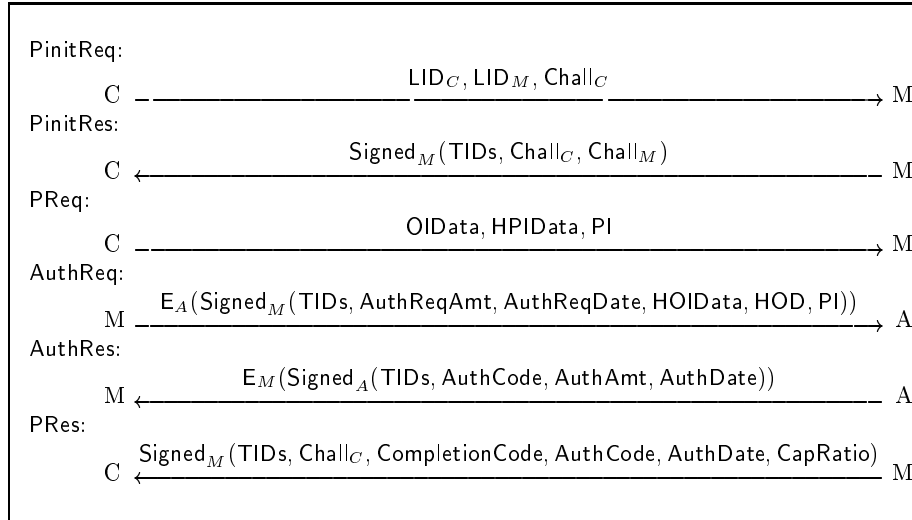 PinitReq:
LID_C, LID_M, Chall_C
C M
PinitRes:
Signed_M(TIDs, Chall_C, Chall_M)
C M
PReq:
OIData, HPIData, PI
C M
AuthReq:
E_A(Signed_M(TIDs, AuthReqAmt, AuthReqDate, HOIData, HOD, PI))
M A
AuthRes:
E_M(Signed_A(TIDs, AuthCode, AuthAmt, AuthDate))
M A
PRes:
Signed_M(TIDs, Chall_C, CompletionCode, AuthCode, AuthDate, CapRatio)
C M